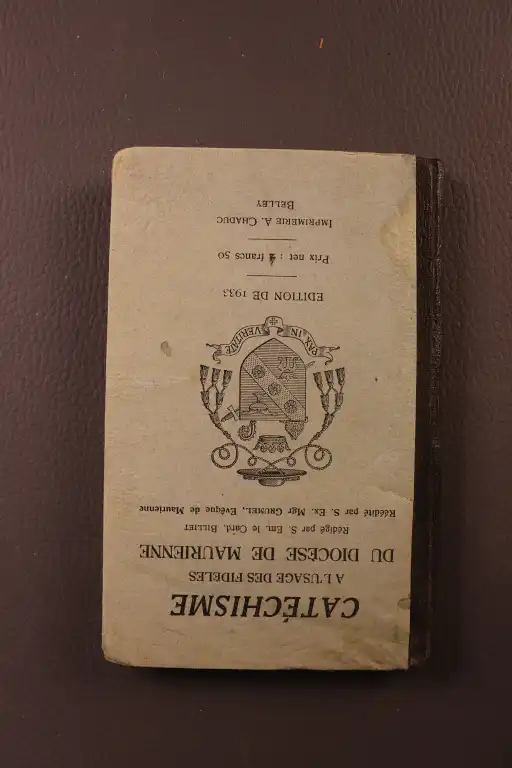 CATÉCHISME
A L'USAGE DES FIDELES
DU DIOCÈSE DE MAURIENNE
Rédigé par S. Em. le Card. BILLIET
Réédité par S. Ex. Mgr GRUMEL, Evêque de Maurienne
PAX IN VERITATE
EDITION DE 1933
Prix net : 4 francs 50
IMPRIMERIE A. CHADUC
BELLEY